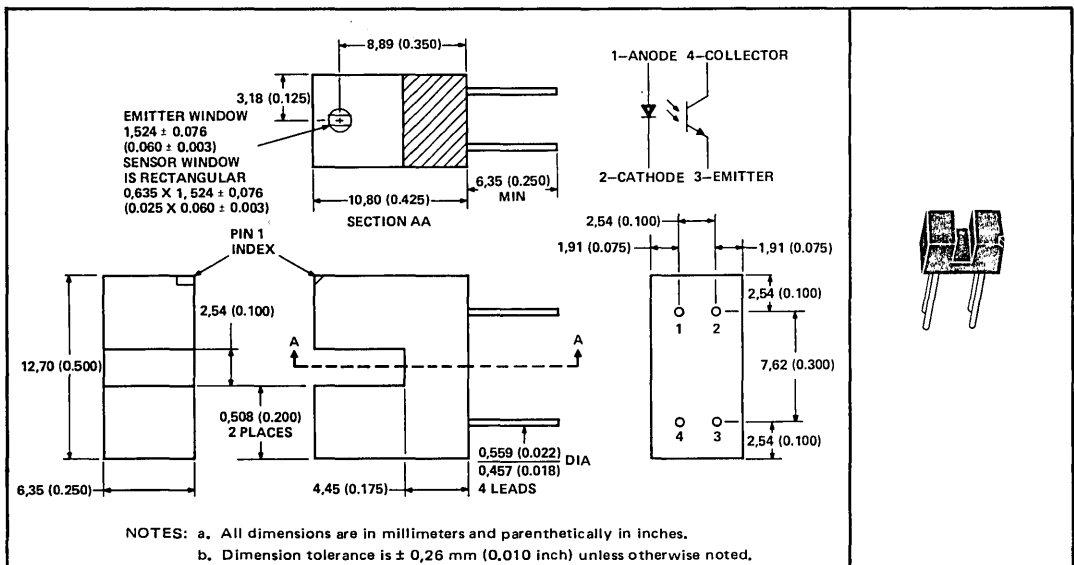 8,89 (0.350)
1–ANODE 4–COLLECTOR
3,18 (0.125)
EMITTER WINDOW
1,524 ± 0.076
(0.060 ± 0.003)
SENSOR WINDOW
IS RECTANGULAR
0,635 X 1,524 ± 0,076
(0.025 X 0.060 ± 0.003)
10,80 (0.425)
6,35 (0.250)
MIN
SECTION AA
2–CATHODE 3–EMITTER
2,54 (0.100)
1,91 (0.075)
1,91 (0.075)
PIN 1
INDEX
2,54 (0.100)
2,54 (0.100)
1 2
A A
12,70 (0.500)
7,62 (0.300)
0,508 (0.200)
2 PLACES
4 3
2,54 (0.100)
0,559 (0.022)
0,457 (0.018)
DIA
4 LEADS
6,35 (0.250)
4,45 (0.175)
NOTES: a. All dimensions are in millimeters and parenthetically in inches.
b. Dimension tolerance is ± 0,26 mm (0.010 inch) unless otherwise noted.